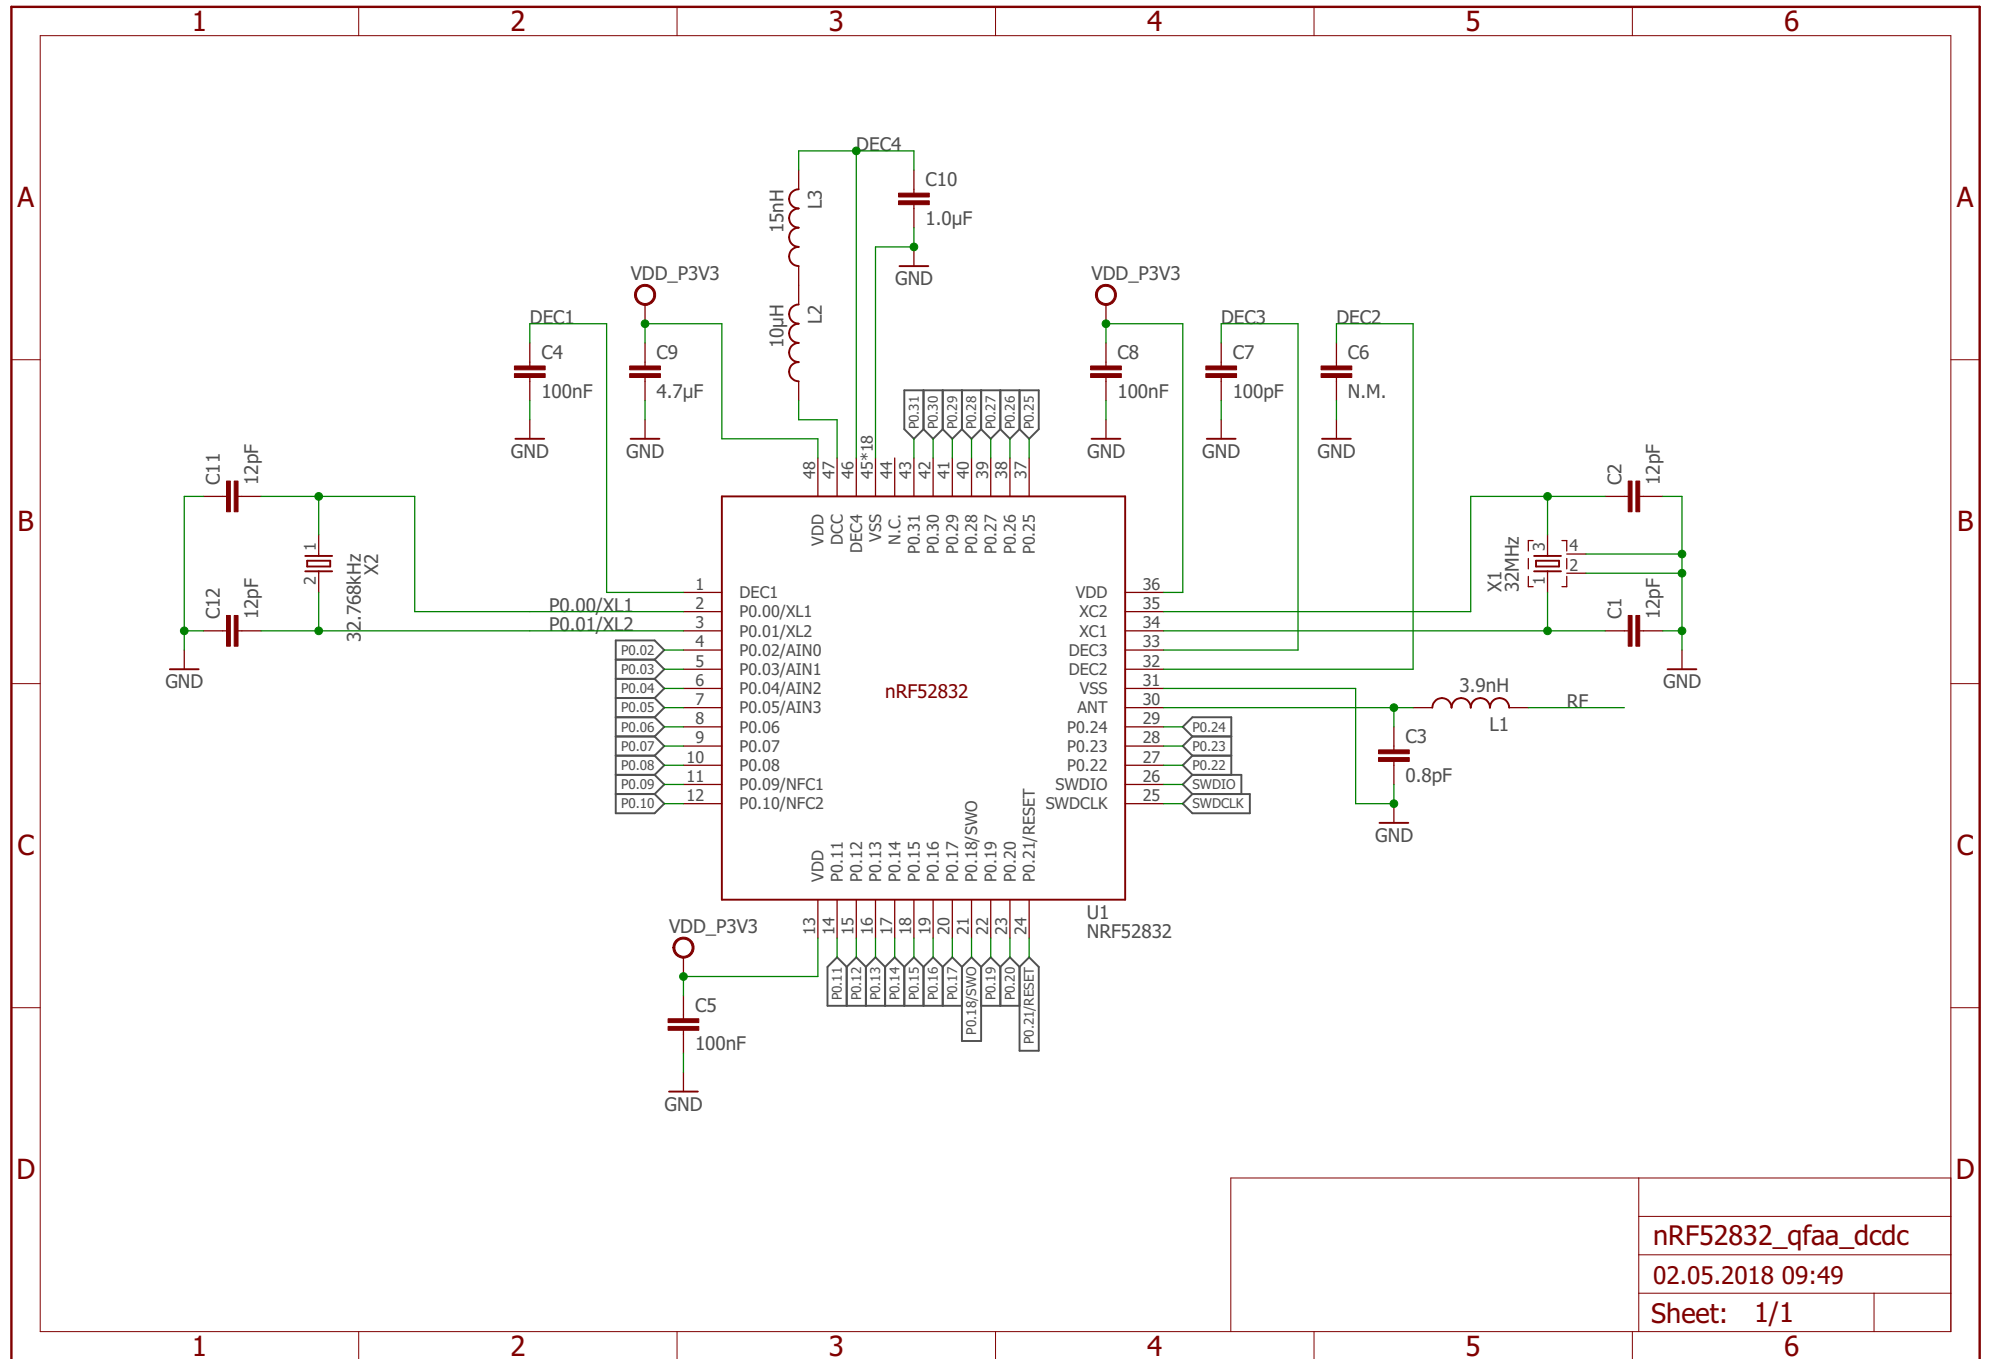 1 2 3 4 5 6
A A
B B
C C
D D
DEC4
C10
1.0µF
GND
15nH
L3
10µH
L2
VDD_P3V3
DEC1
C4
100nF
GND
C9
4.7µF
GND
VDD_P3V3
C8
100nF
GND
DEC3
C7
100pF
GND
DEC2
C6
N.M.
GND
P0.31
P0.30
P0.29
P0.28
P0.27
P0.26
P0.25
48
47
46
45*18
44
43
42
41
40
39
38
37
VDD
DCC
DEC4
VSS
N.C.
P0.31
P0.30
P0.29
P0.28
P0.27
P0.26
P0.25
C11
12pF
C12
12pF
1
2
32.768kHz
X2
GND
P0.00/XL1
P0.01/XL2
P0.02
P0.03
P0.04
P0.05
P0.06
P0.07
P0.08
P0.09
P0.10
1 DEC1
2 P0.00/XL1
3 P0.01/XL2
4 P0.02/AIN0
5 P0.03/AIN1
6 P0.04/AIN2
7 P0.05/AIN3
8 P0.06
9 P0.07
10 P0.08
11 P0.09/NFC1
12 P0.10/NFC2
nRF52832
VDD 36
XC2 35
XC1 34
DEC3 33
DEC2 32
VSS 31
ANT 30
P0.24 29 P0.24
P0.23 28 P0.23
P0.22 27 P0.22
SWDIO 26 SWDIO
SWDCLK 25 SWDCLK
C2
12pF
X1
32MHz
3
1
4
2
C1
12pF
GND
3.9nH
L1
RF
C3
0.8pF
GND
VDD
P0.11
P0.12
P0.13
P0.14
P0.15
P0.16
P0.17
P0.18/SWO
P0.19
P0.20
P0.21/RESET
13
14
15
16
17
18
19
20
21
22
23
24
U1
NRF52832
P0.11
P0.12
P0.13
P0.14
P0.15
P0.16
P0.17
P0.18/SWO
P0.19
P0.20
P0.21/RESET
VDD_P3V3
C5
100nF
GND
nRF52832_qfaa_dcdc
02.05.2018 09:49
Sheet: 1/1
1 2 3 4 5 6